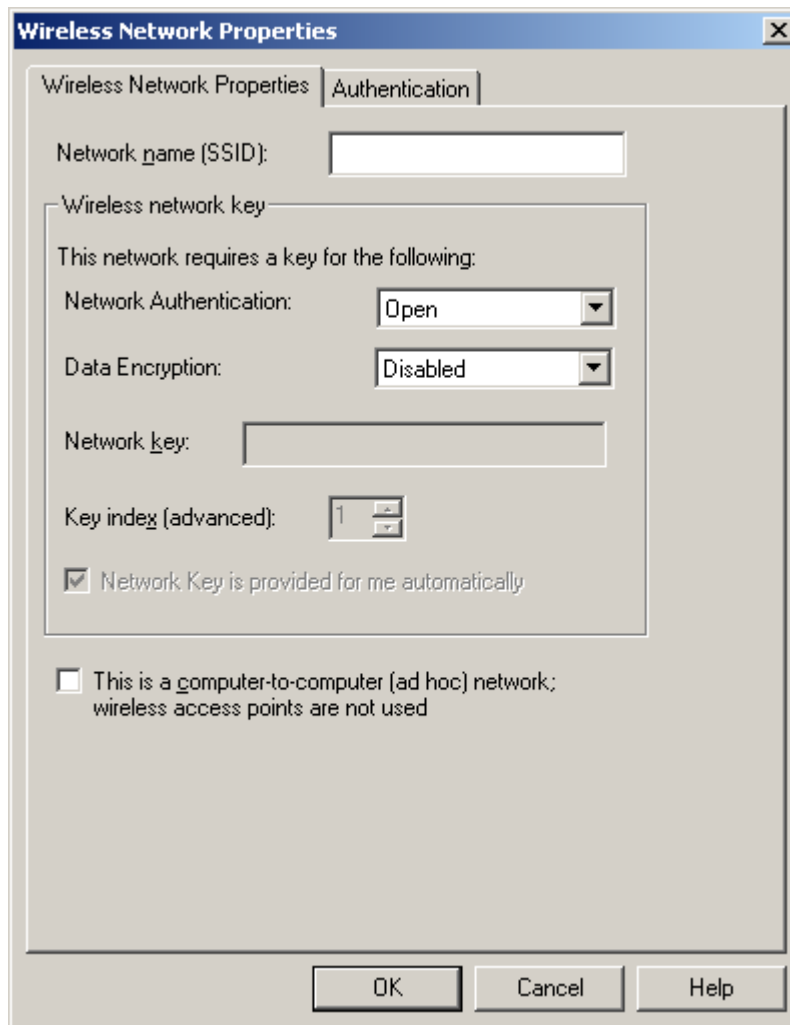 Wireless Network Properties
Wireless Network Properties Authentication
Network name (SSID):
Wireless network key
This network requires a key for the following:
Network Authentication: Open
Data Encryption: Disabled
Network key:
Key index (advanced): 1
Network Key is provided for me automatically
This is a computer-to-computer (ad hoc) network;
wireless access points are not used
OK Cancel Help